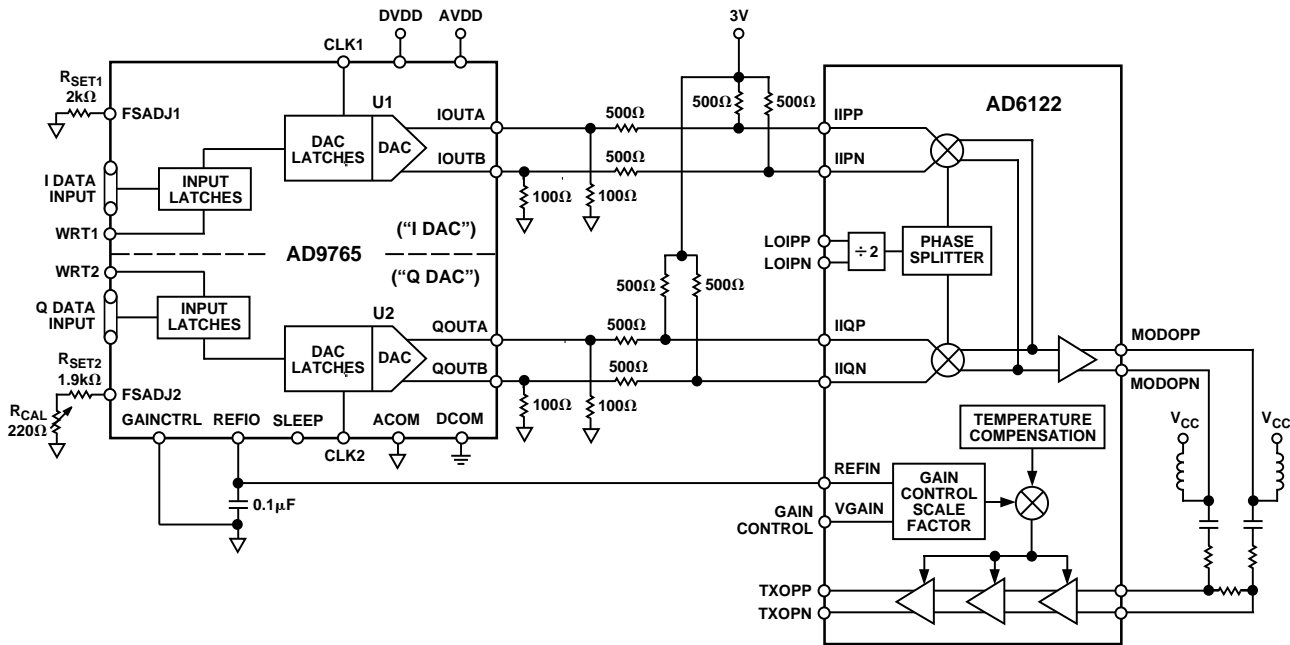 DVDD
AVDD
3V
CLK1
RSET1
2kΩ
FSADJ1
U1
IOUTA
500Ω
500Ω
500Ω
AD6122
IIPP
DAC
LATCHES
DAC
I DATA
INPUT
INPUT
LATCHES
IOUTB
500Ω
IIPN
100Ω
100Ω
WRT1
("I DAC")
AD9765
LOIPP
LOIPN
÷ 2
PHASE
SPLITTER
WRT2
("Q DAC")
500Ω
500Ω
Q DATA
INPUT
INPUT
LATCHES
U2
QOUTA
500Ω
IIQP
MODOPP
DAC
LATCHES
DAC
RSET2
1.9kΩ
QOUTB
500Ω
IIQN
MODOPN
FSADJ2
100Ω
100Ω
RCAL
220Ω
GAINCTRL
REFIO
SLEEP
ACOM
DCOM
CLK2
TEMPERATURE
COMPENSATION
VCC
VCC
REFIN
0.1μF
GAIN
CONTROL
VGAIN
GAIN
CONTROL
SCALE
FACTOR
TXOPP
TXOPN